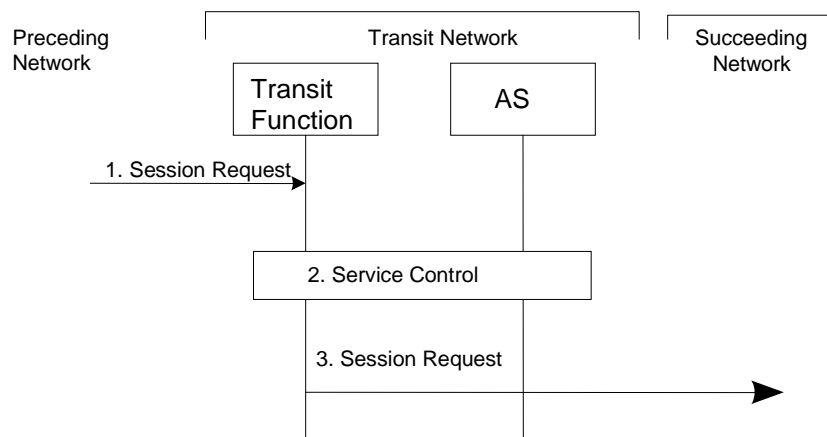 Preceding
Network
Transit Network
Succeeding
Network
Transit
Function
AS
1. Session Request
2. Service Control
3. Session Request